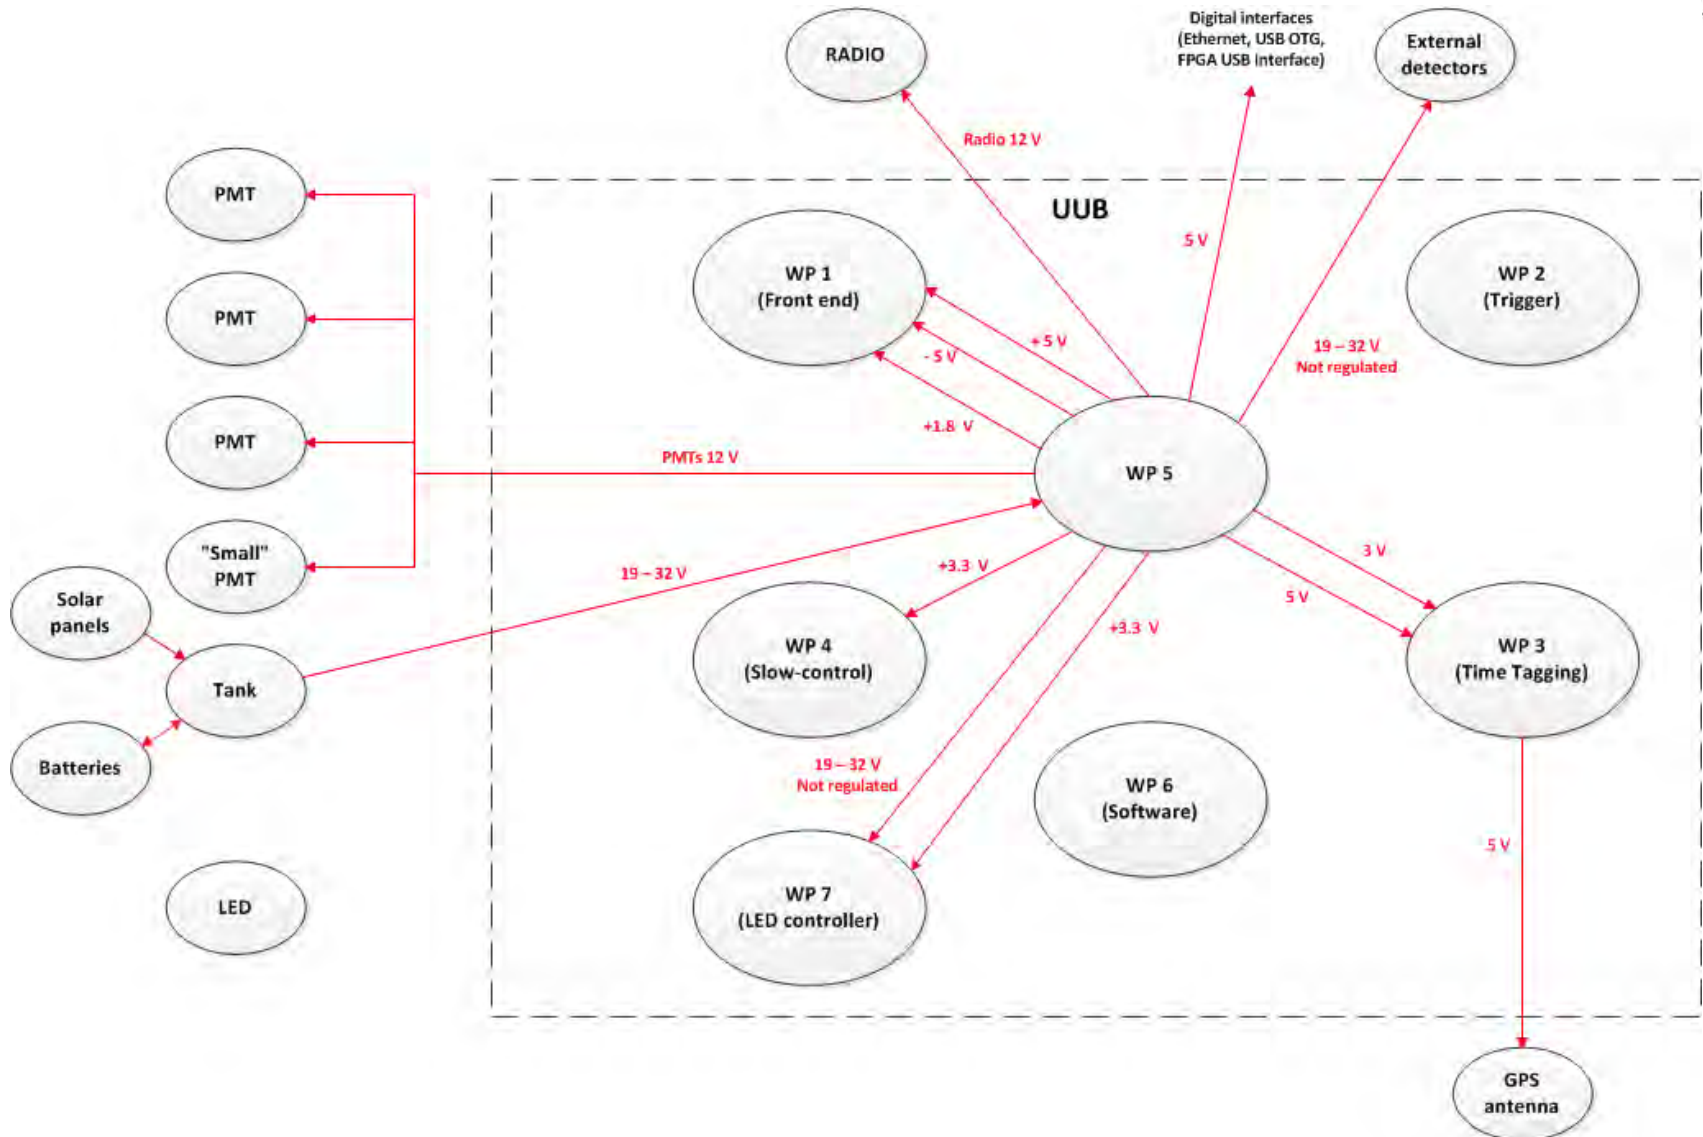 Digital interfaces
(Ethernet, USB OTG,
FPGA USB interface)
RADIO
External
detectors
Radio 12 V
PMT
UUB
5 V
WP 1
(Front end)
WP 2
(Trigger)
PMT
+ 5 V
- 5 V
19 – 32 V
Not regulated
+1.8 V
PMT
PMTs 12 V
WP 5
"Small"
PMT
19 – 32 V
+3.3 V
3 V
5 V
Solar
panels
+3.3 V
WP 4
(Slow-control)
WP 3
(Time Tagging)
Tank
Batteries
19 – 32 V
Not regulated
WP 6
(Software)
5 V
WP 7
(LED controller)
LED
GPS
antenna